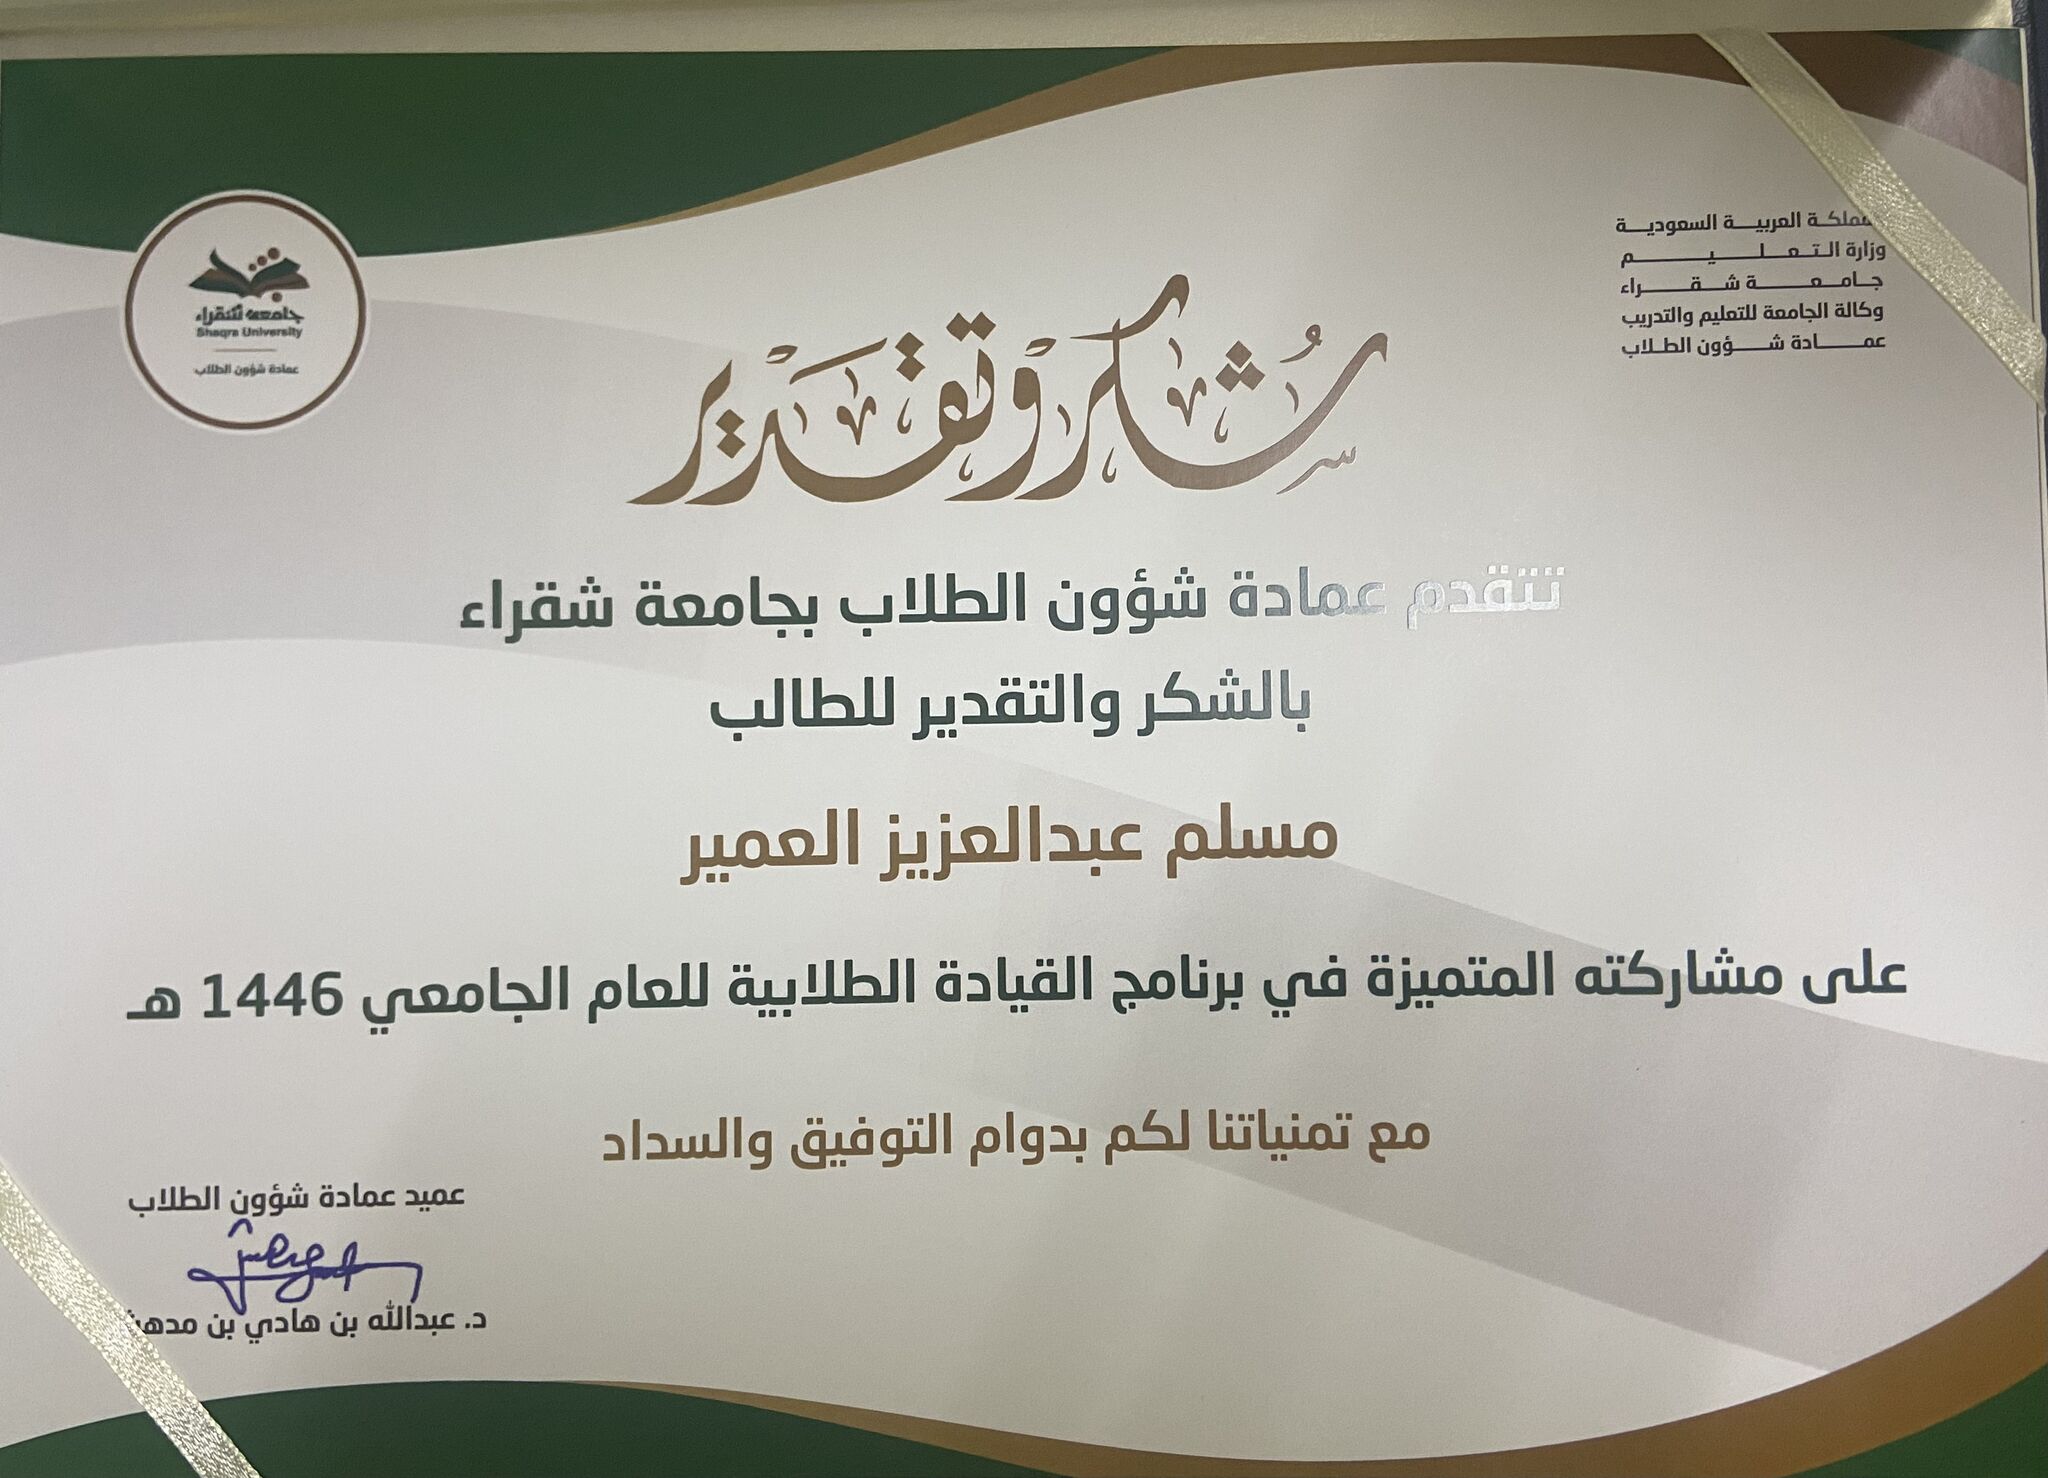 المملكة العربية السعودية
وزارة التعليم
جامعة شقراء
وكالة الجامعة للتعليم والتدريب
عمادة شؤون الطلاب
جامعة شقراء
Shaqra University
عمادة شؤون الطلاب
شكر وتقدير
تتقدم عمادة شؤون الطلاب بجامعة شقراء
بالشكر والتقدير للطالب
مسلم عبدالعزيز العمير
على مشاركته المتميزة في برنامج القيادة الطلابية للعام الجامعي 1446 هـ
مع تمنياتنا لكم بدوام التوفيق والسداد
عميد عمادة شؤون الطلاب
د. عبدالله بن هادي بن